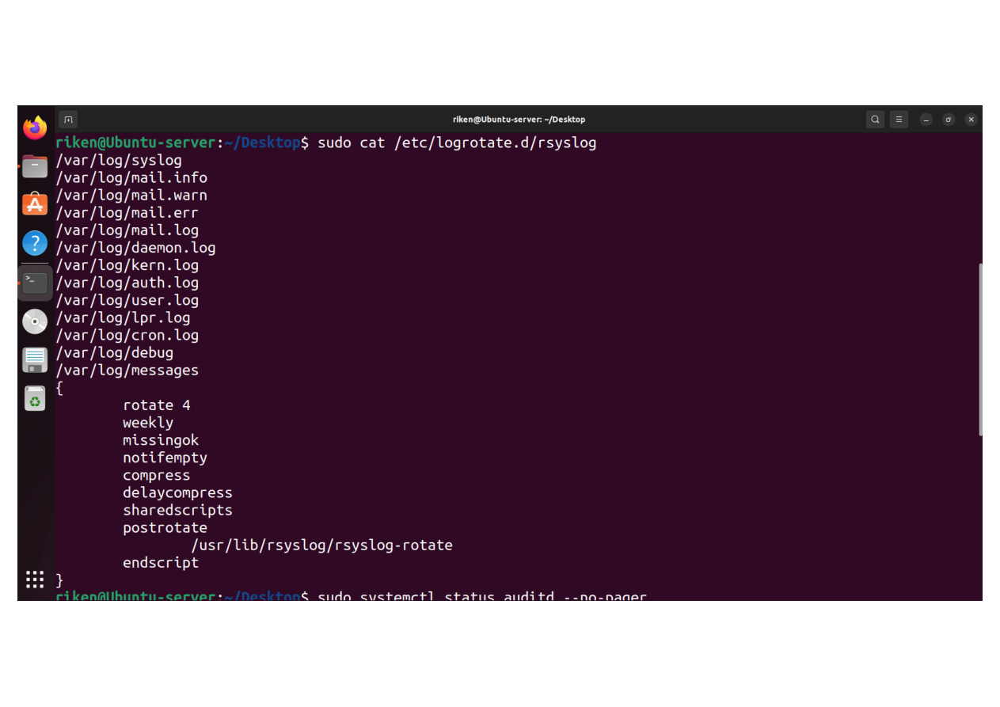 riken@Ubuntu-server: ~/Desktop
riken@Ubuntu-server:~/Desktop$ sudo cat /etc/logrotate.d/rsyslog
/var/log/syslog
/var/log/mail.info
/var/log/mail.warn
/var/log/mail.err
/var/log/mail.log
/var/log/daemon.log
/var/log/kern.log
/var/log/auth.log
/var/log/user.log
/var/log/lpr.log
/var/log/cron.log
/var/log/debug
/var/log/messages
{
        rotate 4
        weekly
        missingok
        notifempty
        compress
        delaycompress
        sharedscripts
        postrotate
                /usr/lib/rsyslog/rsyslog-rotate
        endscript
}
riken@Ubuntu-server:~/Desktop$ sudo systemctl status auditd --no-pager